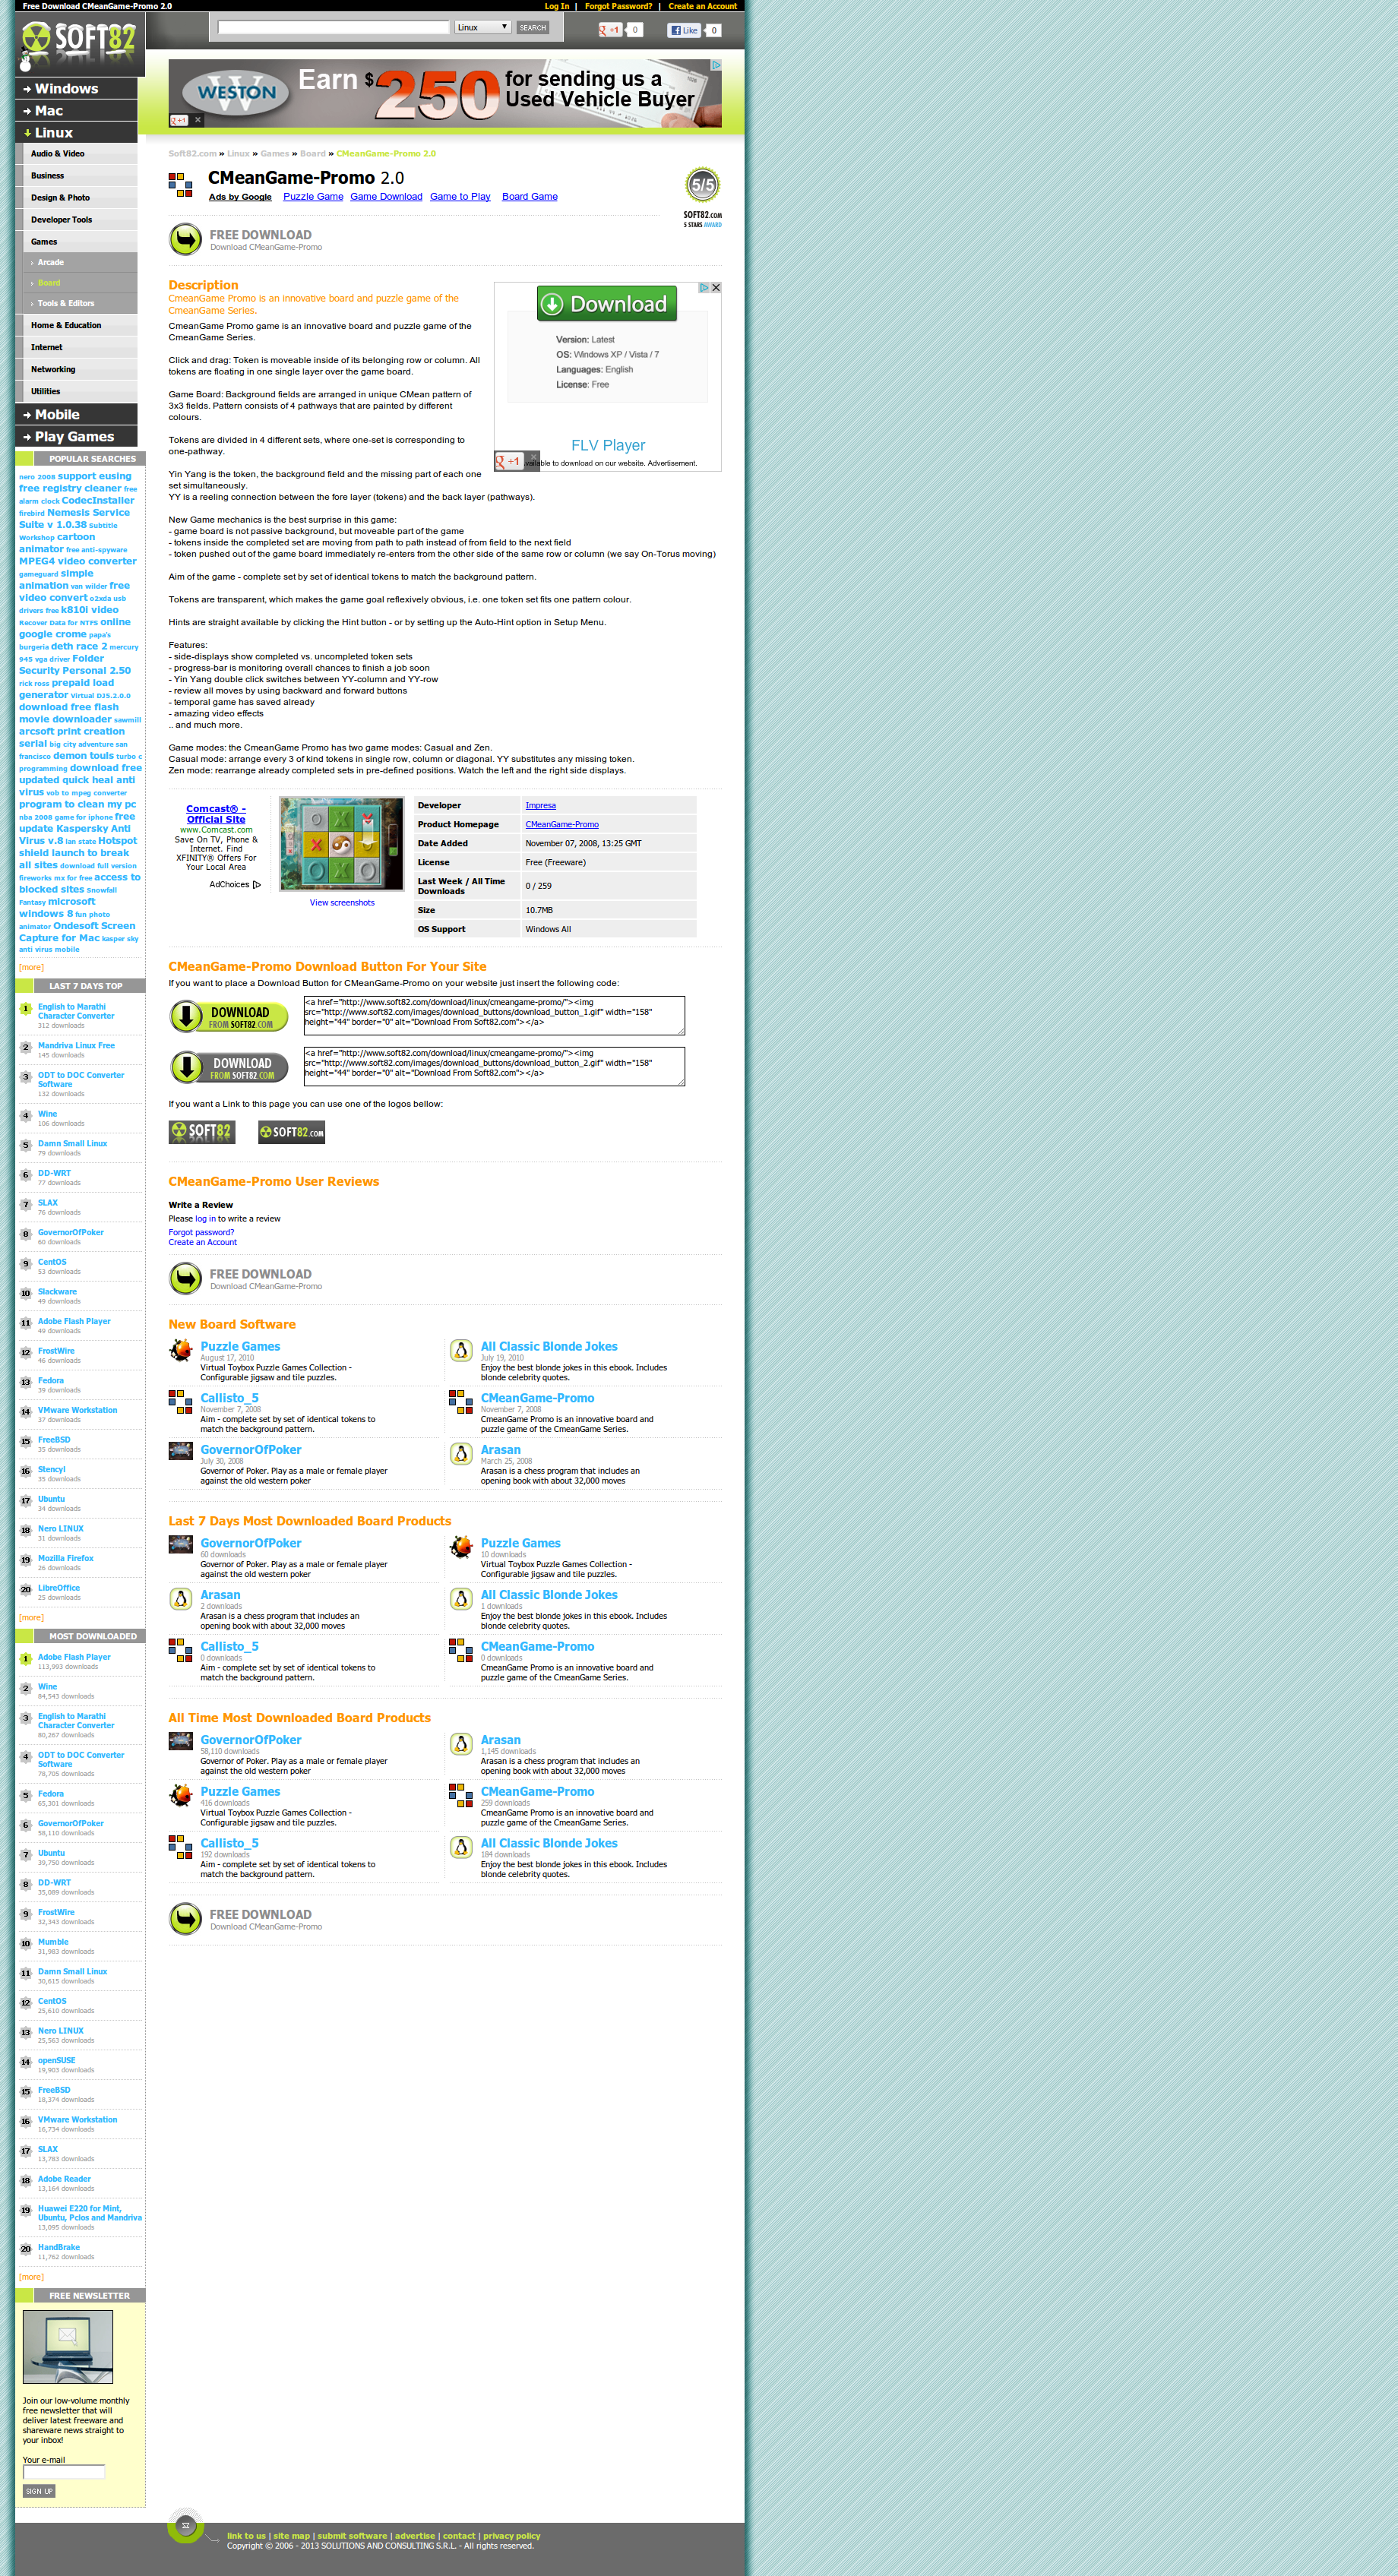 Free Download CMeanGame-Promo 2.0
Log In | Forgot Password? | Create an Account
SOFT82
Linux
SEARCH
+1 0
Like 0
Windows
Mac
Linux
Audio & Video
Business
Design & Photo
Developer Tools
Games
Arcade
Board
Tools & Editors
Home & Education
Internet
Networking
Utilities
Mobile
Play Games
POPULAR SEARCHES
nero 2008 support eusing
free registry cleaner free
alarm clock CodecInstaller
firebird Nemesis Service
Suite v 1.0.38 Subtitle
Workshop cartoon
animator free anti-spyware
MPEG4 video converter
gameguard simple
animation van wilder free
video convert o2xda usb
drivers free k810i video
Recover Data for NTFS online
google crome papa's
burgeria deth race 2 mercury
945 vga driver Folder
Security Personal 2.50
rick ross prepaid load
generator Virtual DJ5.2.0.0
download free flash
movie downloader sawmill
arcsoft print creation
serial big city adventure san
francisco demon touls turbo c
programming download free
updated quick heal anti
virus vob to mpeg converter
program to clean my pc
nba 2008 game for iphone free
update Kaspersky Anti
Virus v.8 lan state Hotspot
shield launch to break
all sites download full version
fireworks mx for free access to
blocked sites Snowfall
Fantasy microsoft
windows 8 fun photo
animator Ondesoft Screen
Capture for Mac kasper sky
anti virus mobile
[more]
LAST 7 DAYS TOP
1 English to Marathi
Character Converter
312 downloads
2 Mandriva Linux Free
145 downloads
3 ODT to DOC Converter
Software
132 downloads
4 Wine
106 downloads
5 Damn Small Linux
79 downloads
6 DD-WRT
77 downloads
7 SLAX
76 downloads
8 GovernorOfPoker
60 downloads
9 CentOS
53 downloads
10 Slackware
49 downloads
11 Adobe Flash Player
49 downloads
12 FrostWire
46 downloads
13 Fedora
39 downloads
14 VMware Workstation
37 downloads
15 FreeBSD
35 downloads
16 Stencyl
35 downloads
17 Ubuntu
34 downloads
18 Nero LINUX
31 downloads
19 Mozilla Firefox
26 downloads
20 LibreOffice
25 downloads
[more]
MOST DOWNLOADED
1 Adobe Flash Player
113,993 downloads
2 Wine
84,543 downloads
3 English to Marathi
Character Converter
80,267 downloads
4 ODT to DOC Converter
Software
78,705 downloads
5 Fedora
65,301 downloads
6 GovernorOfPoker
58,110 downloads
7 Ubuntu
39,750 downloads
8 DD-WRT
35,089 downloads
9 FrostWire
32,343 downloads
10 Mumble
31,983 downloads
11 Damn Small Linux
30,615 downloads
12 CentOS
25,610 downloads
13 Nero LINUX
25,563 downloads
14 openSUSE
19,903 downloads
15 FreeBSD
18,374 downloads
16 VMware Workstation
16,734 downloads
17 SLAX
13,783 downloads
18 Adobe Reader
13,164 downloads
19 Huawei E220 for Mint,
Ubuntu, Pclos and Mandriva
13,095 downloads
20 HandBrake
11,762 downloads
[more]
FREE NEWSLETTER
Join our low-volume monthly
free newsletter that will
deliver latest freeware and
shareware news straight to
your inbox!
Your e-mail
SIGN UP
W WESTON
Earn $250 for sending us a
Used Vehicle Buyer
+1
Soft82.com » Linux » Games » Board » CMeanGame-Promo 2.0
CMeanGame-Promo 2.0
Ads by Google Puzzle Game Game Download Game to Play Board Game
5/5
SOFT82.COM
5 STARS AWARD
FREE DOWNLOAD
Download CMeanGame-Promo
Description
CmeanGame Promo is an innovative board and puzzle game of the
CmeanGame Series.
CmeanGame Promo game is an innovative board and puzzle game of the
CmeanGame Series.
Click and drag: Token is moveable inside of its belonging row or column. All
tokens are floating in one single layer over the game board.
Game Board: Background fields are arranged in unique CMean pattern of
3x3 fields. Pattern consists of 4 pathways that are painted by different
colours.
Tokens are divided in 4 different sets, where one-set is corresponding to
one-pathway.
Yin Yang is the token, the background field and the missing part of each one
set simultaneously.
YY is a reeling connection between the fore layer (tokens) and the back layer (pathways).
New Game mechanics is the best surprise in this game:
- game board is not passive background, but moveable part of the game
- tokens inside the completed set are moving from path to path instead of from field to the next field
- token pushed out of the game board immediately re-enters from the other side of the same row or column (we say On-Torus moving)
Aim of the game - complete set by set of identical tokens to match the background pattern.
Tokens are transparent, which makes the game goal reflexively obvious, i.e. one token set fits one pattern colour.
Hints are straight available by clicking the Hint button - or by setting up the Auto-Hint option in Setup Menu.
Features:
- side-displays show completed vs. uncompleted token sets
- progress-bar is monitoring overall chances to finish a job soon
- Yin Yang double click switches between YY-column and YY-row
- review all moves by using backward and forward buttons
- temporal game has saved already
- amazing video effects
.. and much more.
Game modes: the CmeanGame Promo has two game modes: Casual and Zen.
Casual mode: arrange every 3 kind of tokens in single row, column or diagonal. YY substitutes any missing token.
Zen mode: rearrange already completed sets in pre-defined positions. Watch the left and the right side displays.
Download
Version: Latest
OS: Windows XP / Vista / 7
Languages: English
License: Free
FLV Player
+1
to download on our website. Advertisement.
Comcast® -
Official Site
www.Comcast.com
Save On TV, Phone &
Internet. Find
XFINITY® Offers For
Your Local Area
AdChoices
View screenshots
Developer Impresa
Product Homepage CMeanGame-Promo
Date Added November 07, 2008, 13:25 GMT
License Free (Freeware)
Last Week / All Time
Downloads 0 / 259
Size 10.7MB
OS Support Windows All
CMeanGame-Promo Download Button For Your Site
If you want to place a Download Button for CMeanGame-Promo on your website just insert the following code:
DOWNLOAD
FROM SOFT82.COM
<a href="http://www.soft82.com/download/linux/cmeangame-promo/"><img
src="http://www.soft82.com/images/download_buttons/download_button_1.gif" width="158"
height="44" border="0" alt="Download From Soft82.com"></a>
DOWNLOAD
FROM SOFT82.COM
<a href="http://www.soft82.com/download/linux/cmeangame-promo/"><img
src="http://www.soft82.com/images/download_buttons/download_button_2.gif" width="158"
height="44" border="0" alt="Download From Soft82.com"></a>
If you want a Link to this page you can use one of the logos bellow:
SOFT82 SOFT82.COM
CMeanGame-Promo User Reviews
Write a Review
Please log in to write a review
Forgot password?
Create an Account
FREE DOWNLOAD
Download CMeanGame-Promo
New Board Software
Puzzle Games
August 17, 2010
Virtual Toybox Puzzle Games Collection -
Configurable jigsaw and tile puzzles.
All Classic Blonde Jokes
July 19, 2010
Enjoy the best blonde jokes in this ebook. Includes
blonde celebrity quotes.
Callisto_5
November 7, 2008
Aim - complete set by set of identical tokens to
match the background pattern.
CMeanGame-Promo
November 7, 2008
CmeanGame Promo is an innovative board and
puzzle game of the CmeanGame Series.
GovernorOfPoker
July 30, 2008
Governor of Poker. Play as a male or female player
against the old western poker
Arasan
March 25, 2008
Arasan is a chess program that includes an
opening book with about 32,000 moves
Last 7 Days Most Downloaded Board Products
GovernorOfPoker
60 downloads
Governor of Poker. Play as a male or female player
against the old western poker
Puzzle Games
10 downloads
Virtual Toybox Puzzle Games Collection -
Configurable jigsaw and tile puzzles.
Arasan
2 downloads
Arasan is a chess program that includes an
opening book with about 32,000 moves
All Classic Blonde Jokes
1 downloads
Enjoy the best blonde jokes in this ebook. Includes
blonde celebrity quotes.
Callisto_5
0 downloads
Aim - complete set by set of identical tokens to
match the background pattern.
CMeanGame-Promo
0 downloads
CmeanGame Promo is an innovative board and
puzzle game of the CmeanGame Series.
All Time Most Downloaded Board Products
GovernorOfPoker
58,110 downloads
Governor of Poker. Play as a male or female player
against the old western poker
Arasan
1,145 downloads
Arasan is a chess program that includes an
opening book with about 32,000 moves
Puzzle Games
416 downloads
Virtual Toybox Puzzle Games Collection -
Configurable jigsaw and tile puzzles.
CMeanGame-Promo
259 downloads
CmeanGame Promo is an innovative board and
puzzle game of the CmeanGame Series.
Callisto_5
192 downloads
Aim - complete set by set of identical tokens to
match the background pattern.
All Classic Blonde Jokes
184 downloads
Enjoy the best blonde jokes in this ebook. Includes
blonde celebrity quotes.
FREE DOWNLOAD
Download CMeanGame-Promo
link to us | site map | submit software | advertise | contact | privacy policy
Copyright © 2006 - 2013 SOLUTIONS AND CONSULTING S.R.L. - All rights reserved.